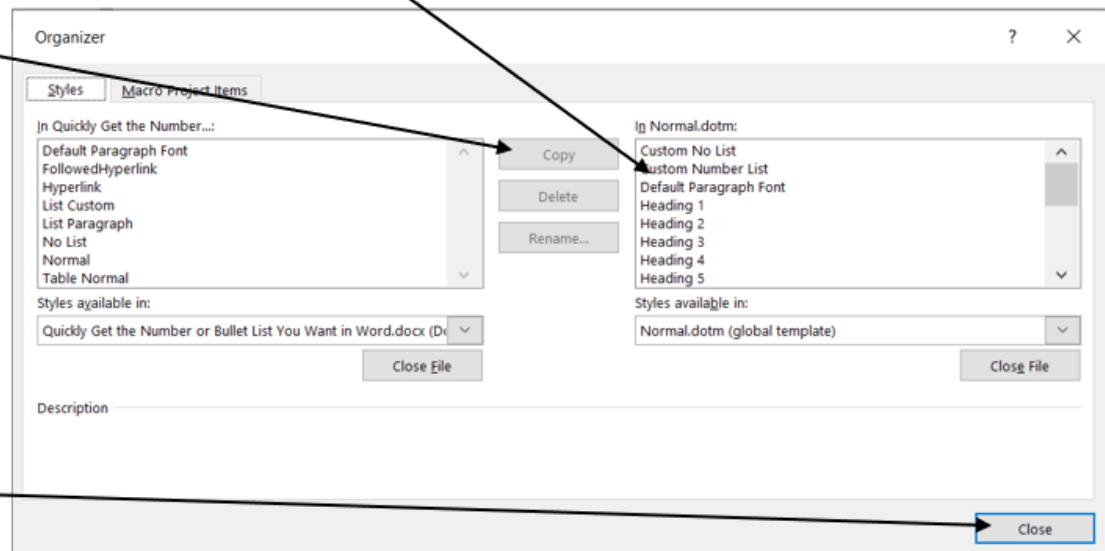 Organizer ?
Styles Macro Project Items
In Quickly Get the Number...:
Default Paragraph Font
FollowedHyperlink
Hyperlink
List Custom
List Paragraph
No List
Normal
Table Normal
Styles available in:
Quickly Get the Number or Bullet List You Want in Word.docx (Do
Close File
Copy
Delete
Rename...
In Normal.dotm:
Custom No List
Custom Number List
Default Paragraph Font
Heading 1
Heading 2
Heading 3
Heading 4
Heading 5
Styles available in:
Normal.dotm (global template)
Close File
Description
Close